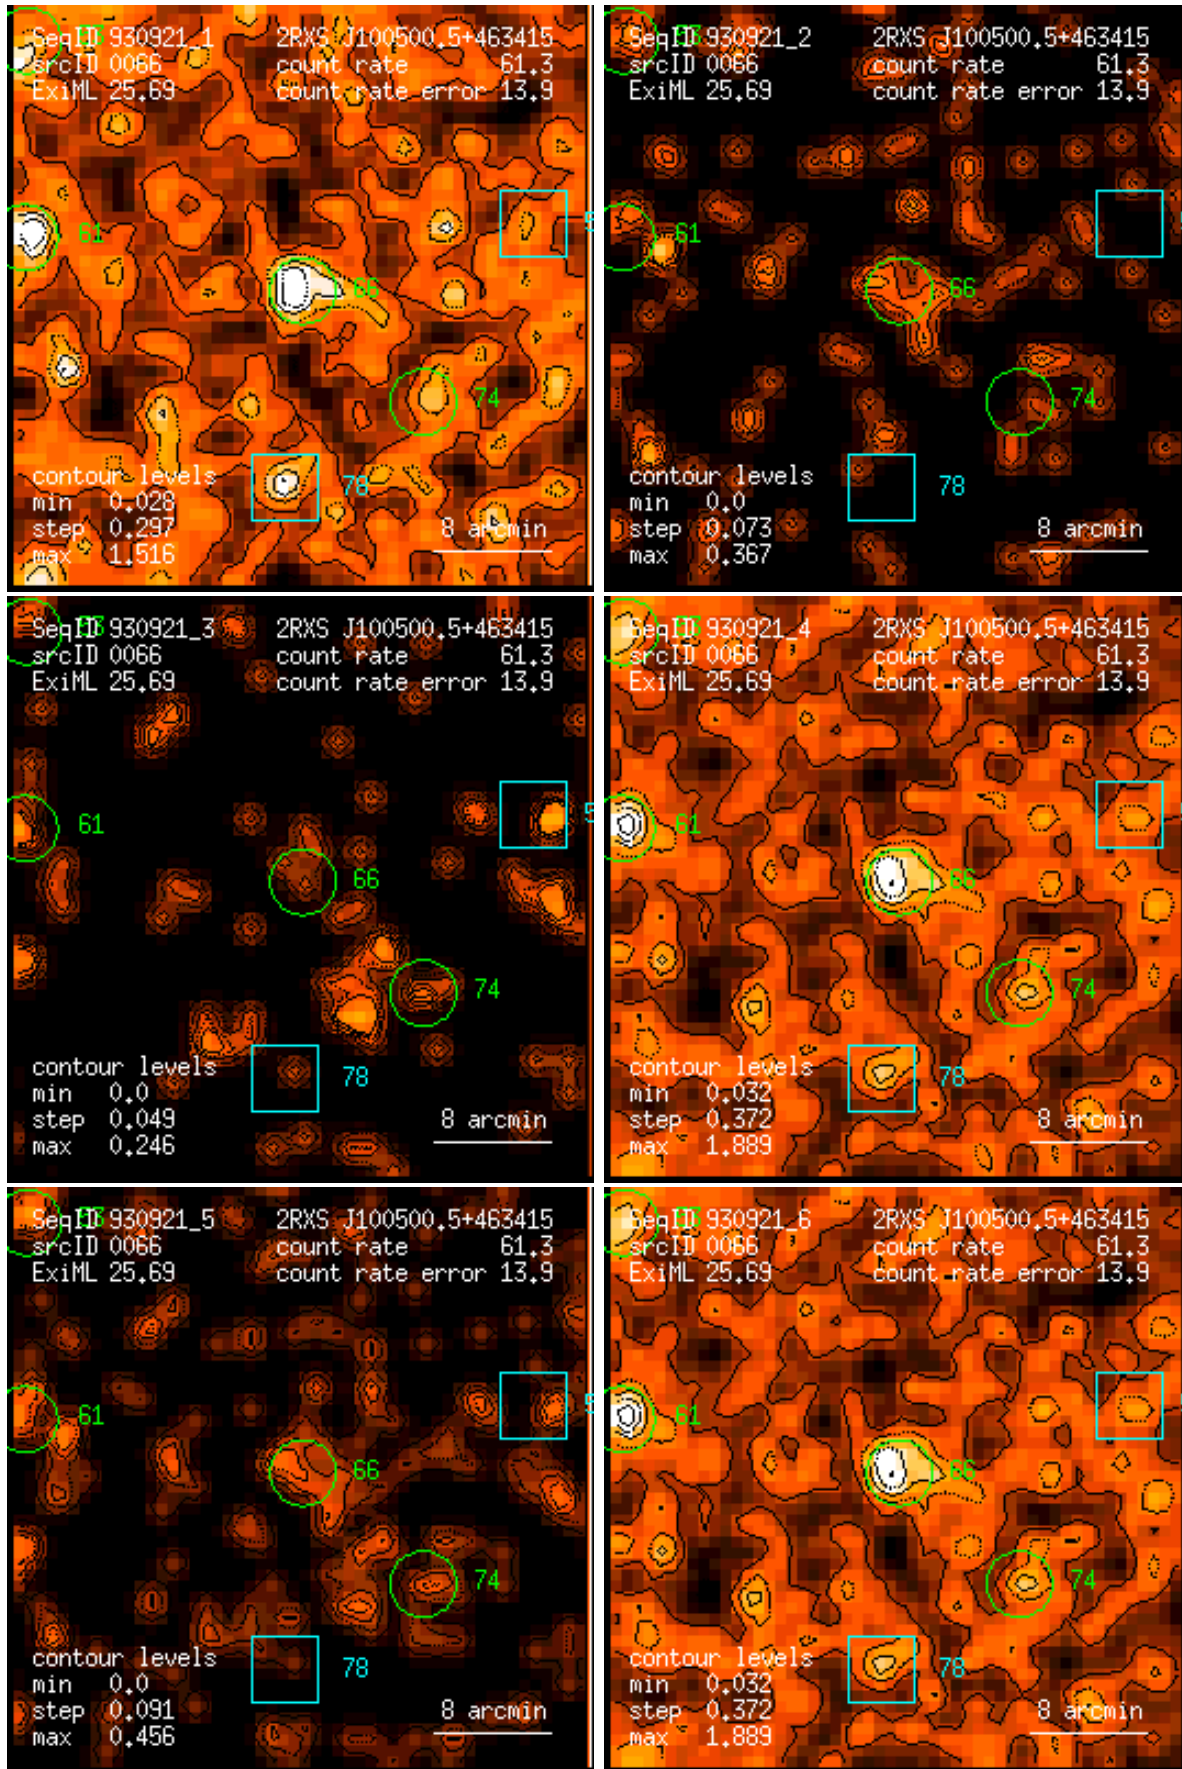 SeqID 930921_1 2RXS J100500.5+463415
srcID 0066 count rate 61.3
ExiML 25.69 count rate error 13.9
61
66
74
78
contour levels
min 0.028
step 0.297
max 1.516
8 arcmin
SeqID 930921_2 2RXS J100500.5+463415
srcID 0066 count rate 61.3
ExiML 25.69 count rate error 13.9
61
66
74
78
contour levels
min 0.0
step 0.073
max 0.367
8 arcmin
SeqID 930921_3 2RXS J100500.5+463415
srcID 0066 count rate 61.3
ExiML 25.69 count rate error 13.9
61
66
74
78
contour levels
min 0.0
step 0.049
max 0.246
8 arcmin
SeqID 930921_4 2RXS J100500.5+463415
srcID 0066 count rate 61.3
ExiML 25.69 count rate error 13.9
61
66
74
78
contour levels
min 0.032
step 0.372
max 1.889
8 arcmin
SeqID 930921_5 2RXS J100500.5+463415
srcID 0066 count rate 61.3
ExiML 25.69 count rate error 13.9
61
66
74
78
contour levels
min 0.0
step 0.091
max 0.456
8 arcmin
SeqID 930921_6 2RXS J100500.5+463415
srcID 0066 count rate 61.3
ExiML 25.69 count rate error 13.9
61
66
74
78
contour levels
min 0.032
step 0.372
max 1.889
8 arcmin